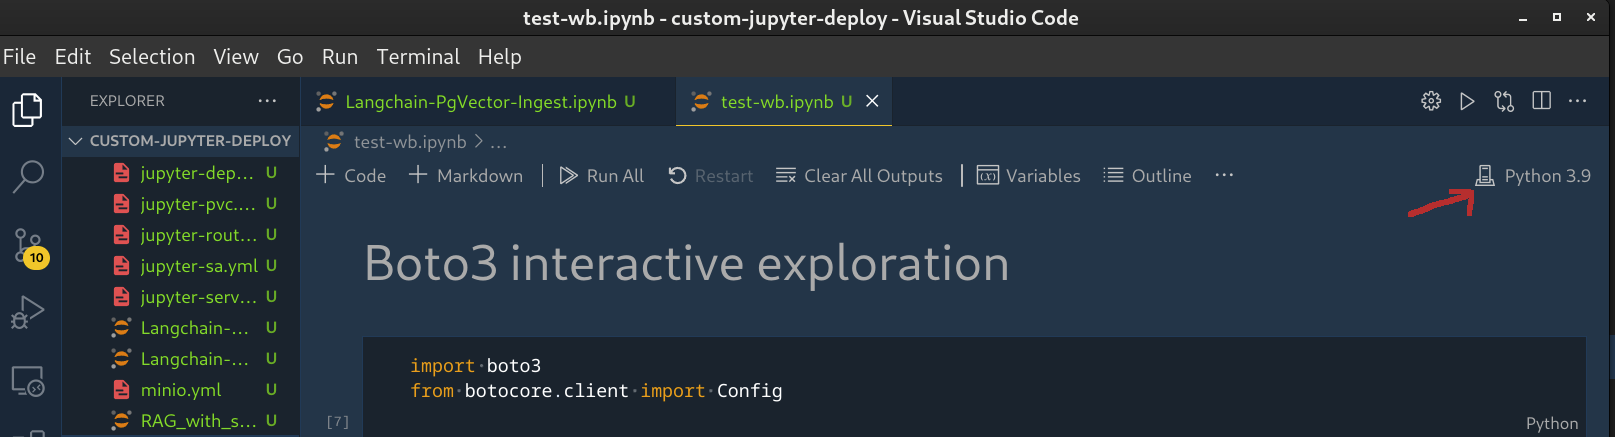 test-wb.ipynb - custom-jupyter-deploy - Visual Studio Code
File Edit Selection View Go Run Terminal Help
EXPLORER ...
Langchain-PgVector-Ingest.ipynb U
test-wb.ipynb U
CUSTOM-JUPYTER-DEPLOY
test-wb.ipynb > ...
jupyter-dep... U
jupyter-pvc.... U
jupyter-rout... U
jupyter-sa.yml U
jupyter-serv... U
Langchain-... U
Langchain-... U
minio.yml U
RAG_with_s... U
10
+ Code + Markdown | Run All Restart Clear All Outputs | (x) Variables Outline ...
Python 3.9
Boto3 interactive exploration
import boto3
from botocore.client import Config
[7]
Python